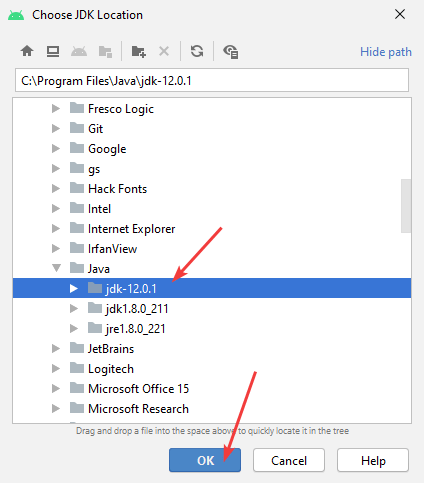 Choose JDK Location
Hide path
C:\Program Files\Java\jdk-12.0.1
Fresco Logic
Git
Google
gs
Hack Fonts
Intel
Internet Explorer
IrfanView
Java
jdk-12.0.1
jdk1.8.0_211
jre1.8.0_221
JetBrains
Logitech
Microsoft Office 15
Microsoft Research
Drag and drop a file into the space above to quickly locate it in the tree
OK Cancel Help